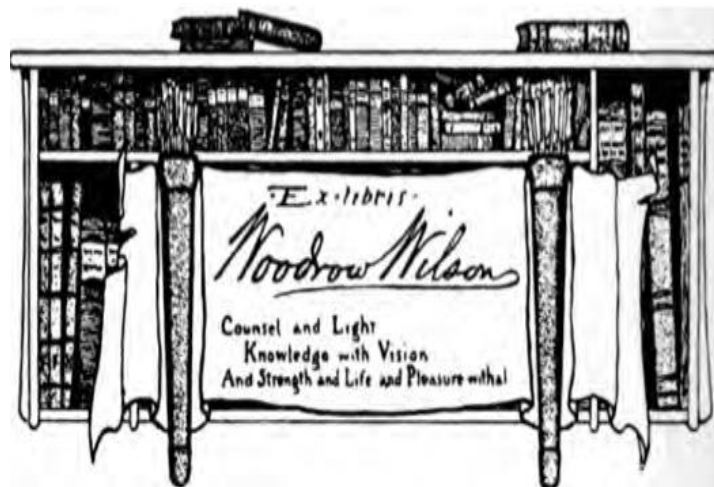 ·Ex·libris·
Woodrow Wilson
Counsel and Light
Knowledge with Vision
And Strength and Life and Pleasure withal